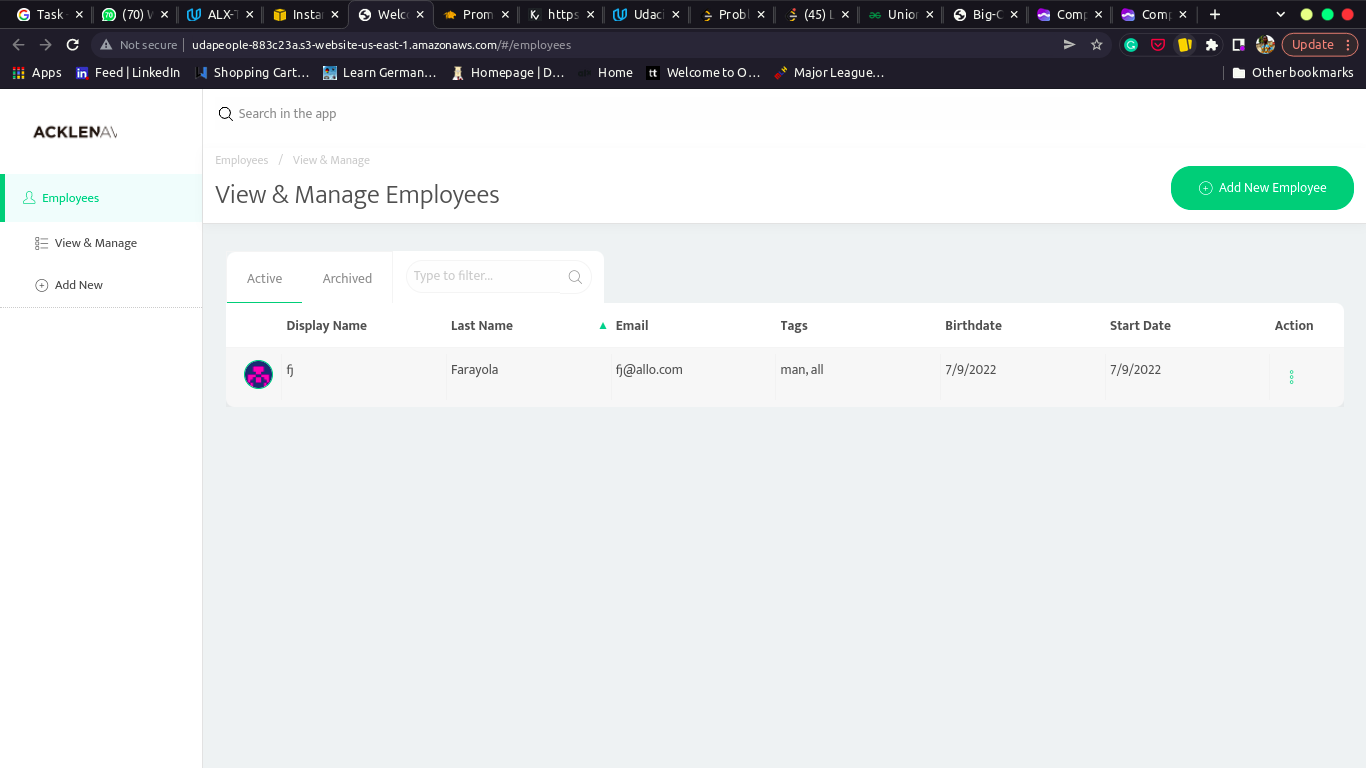 Task - (70) W ALX-T Instan Welco Prom https Udaci Probl (45) L Union Big-O Comp Comp
Not secure udapeople-883c23a.s3-website-us-east-1.amazonaws.com/#/employees Update
Apps Feed | LinkedIn Shopping Cart... Learn German... Homepage | D... Home Welcome to O... Major League... Other bookmarks
ACKLENAV
Search in the app
Employees / View & Manage
View & Manage Employees
Add New Employee
Employees
View & Manage
Add New
Active Archived Type to filter...
Display Name Last Name Email Tags Birthdate Start Date Action
fj Farayola fj@allo.com man, all 7/9/2022 7/9/2022